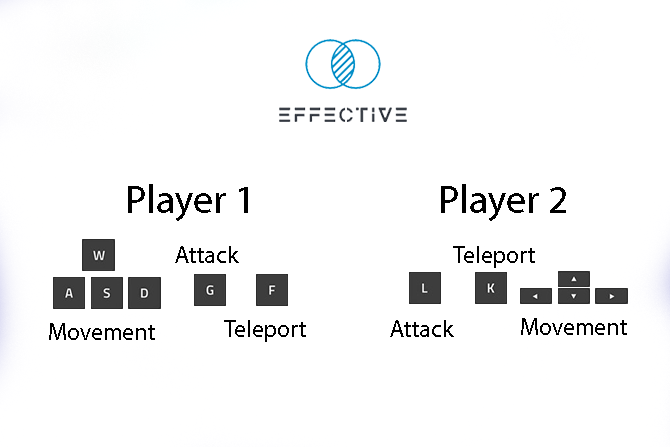 EFFECTIVE
Player 1
Attack
W
A S D
G F
Movement
Teleport
Player 2
Teleport
L K
▲
◄ ▼ ►
Attack
Movement